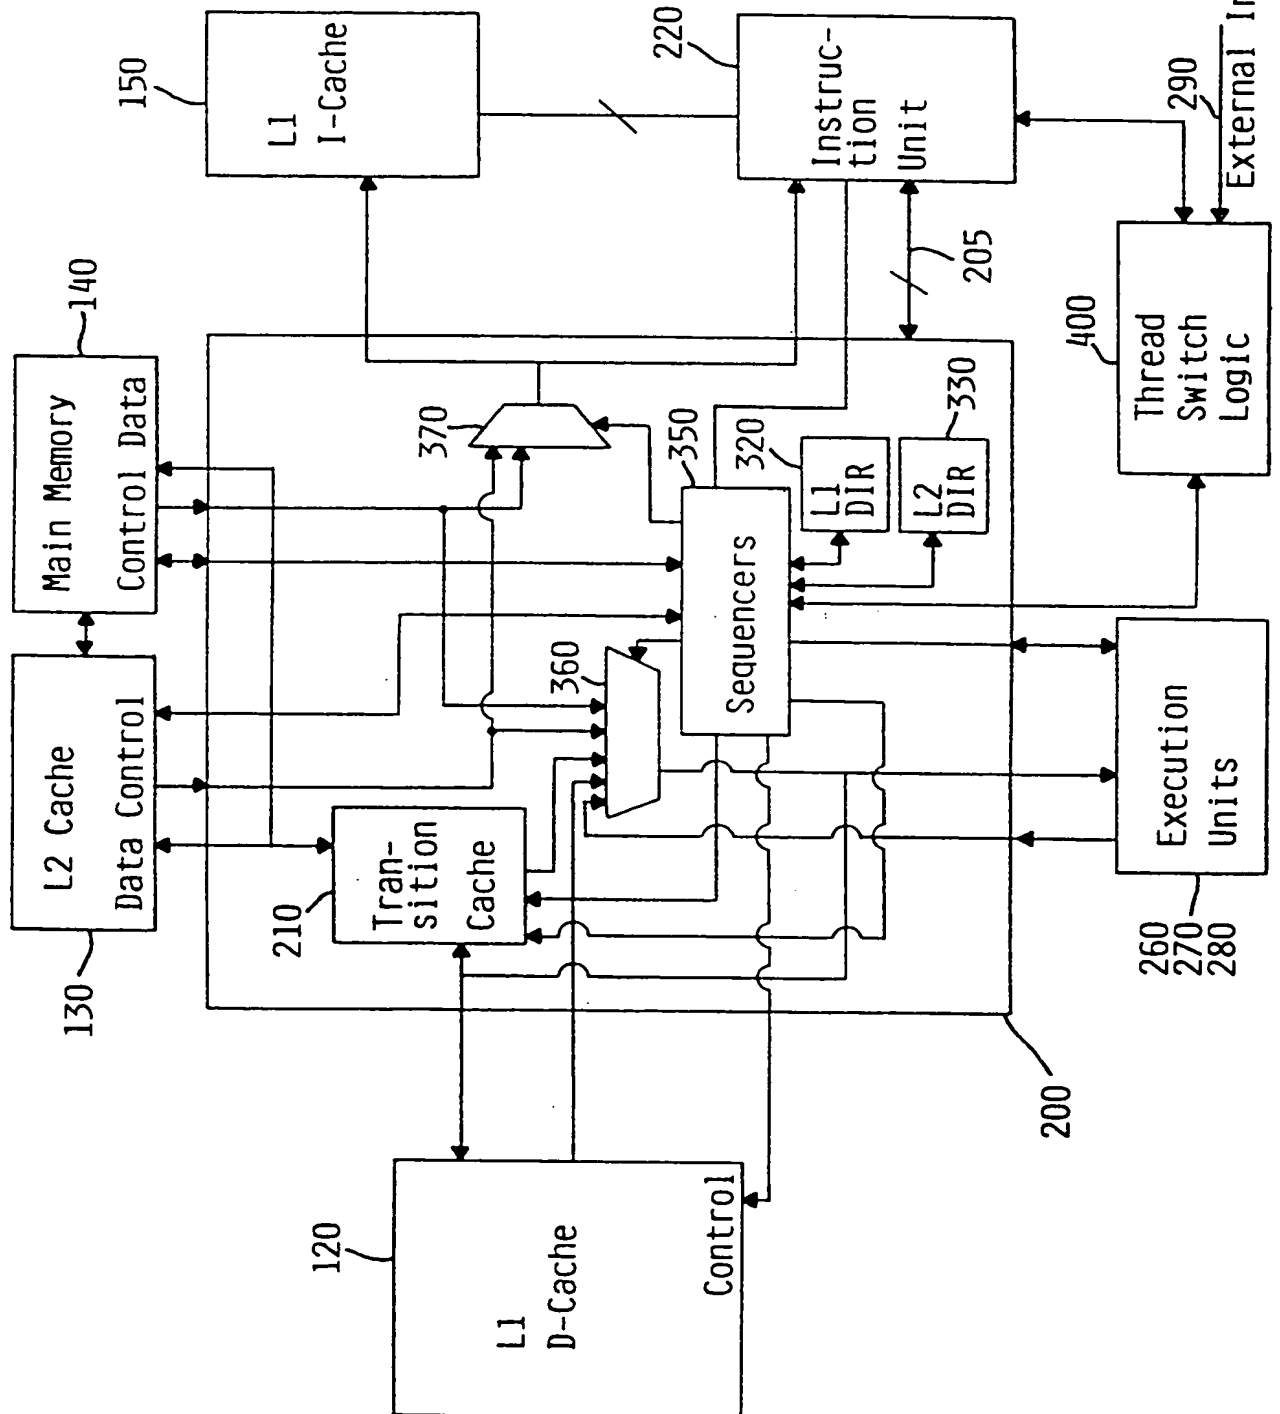 L1
D-Cache
Control
120
130
L2 Cache
Data Control
Main Memory
Control Data
140
210
Tran-
sition
Cache
360
370
Sequencers
350
320
L1
DIR
L2
DIR
330
200
205
150
L1
I-Cache
220
Instruc-
tion
Unit
260
270
280
Execution
Units
400
Thread
Switch
Logic
290
External